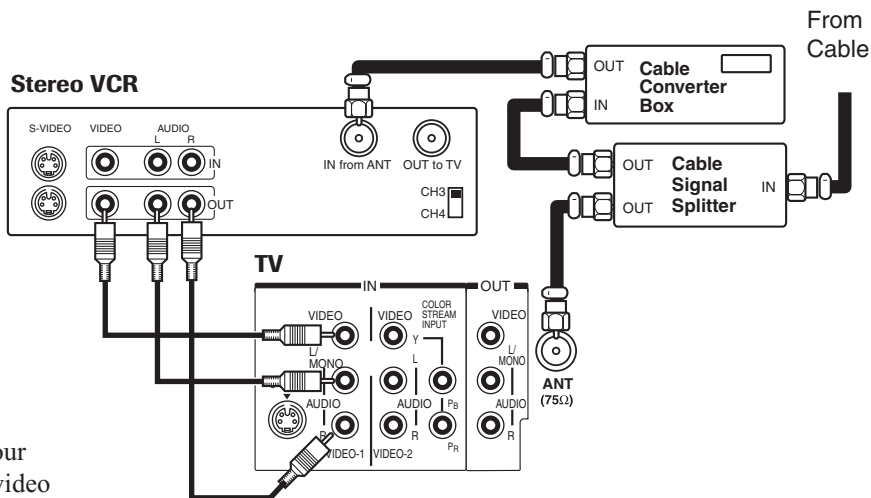 From
Cable
OUT Cable
Converter
IN Box
Stereo VCR
S-VIDEO VIDEO AUDIO
L R
IN
IN from ANT OUT to TV
OUT
CH3
CH4
OUT Cable
Signal IN
OUT Splitter
TV
IN OUT
VIDEO VIDEO COLOR
STREAM
INPUT VIDEO
Y
L/
MONO L L/
MONO
ANT
(75Ω)
AUDIO AUDIO PB AUDIO
R R PR R
VIDEO-1 VIDEO-2
our
video